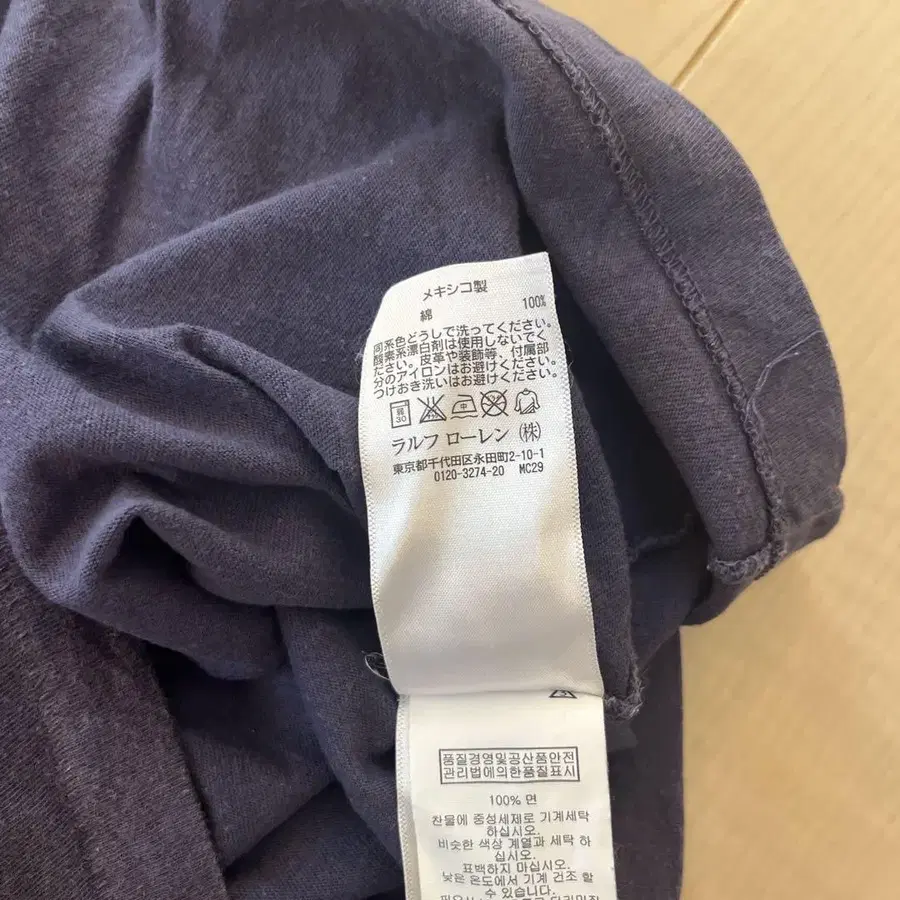 メキシコ製
綿 100%
同系色どうしで洗ってください。
酸素系漂白剤は使用しないでく
ださい。皮革や装飾等、付属部
分のアイロンはお避けください。
つけおき洗いはお避けください。
弱 30 中
ラルフ ローレン (株)
東京都千代田区永田町2-10-1
0120-3274-20 MC29
품질경영및공산품안전
관리법에의한품질표시
100% 면
찬물에 중성세제로 기계세탁
하십시오.
비슷한 색상 계열과 세탁 하
십시오.
표백하지 마십시오.
낮은 온도에서 기계 건조 할
수 있습니다.